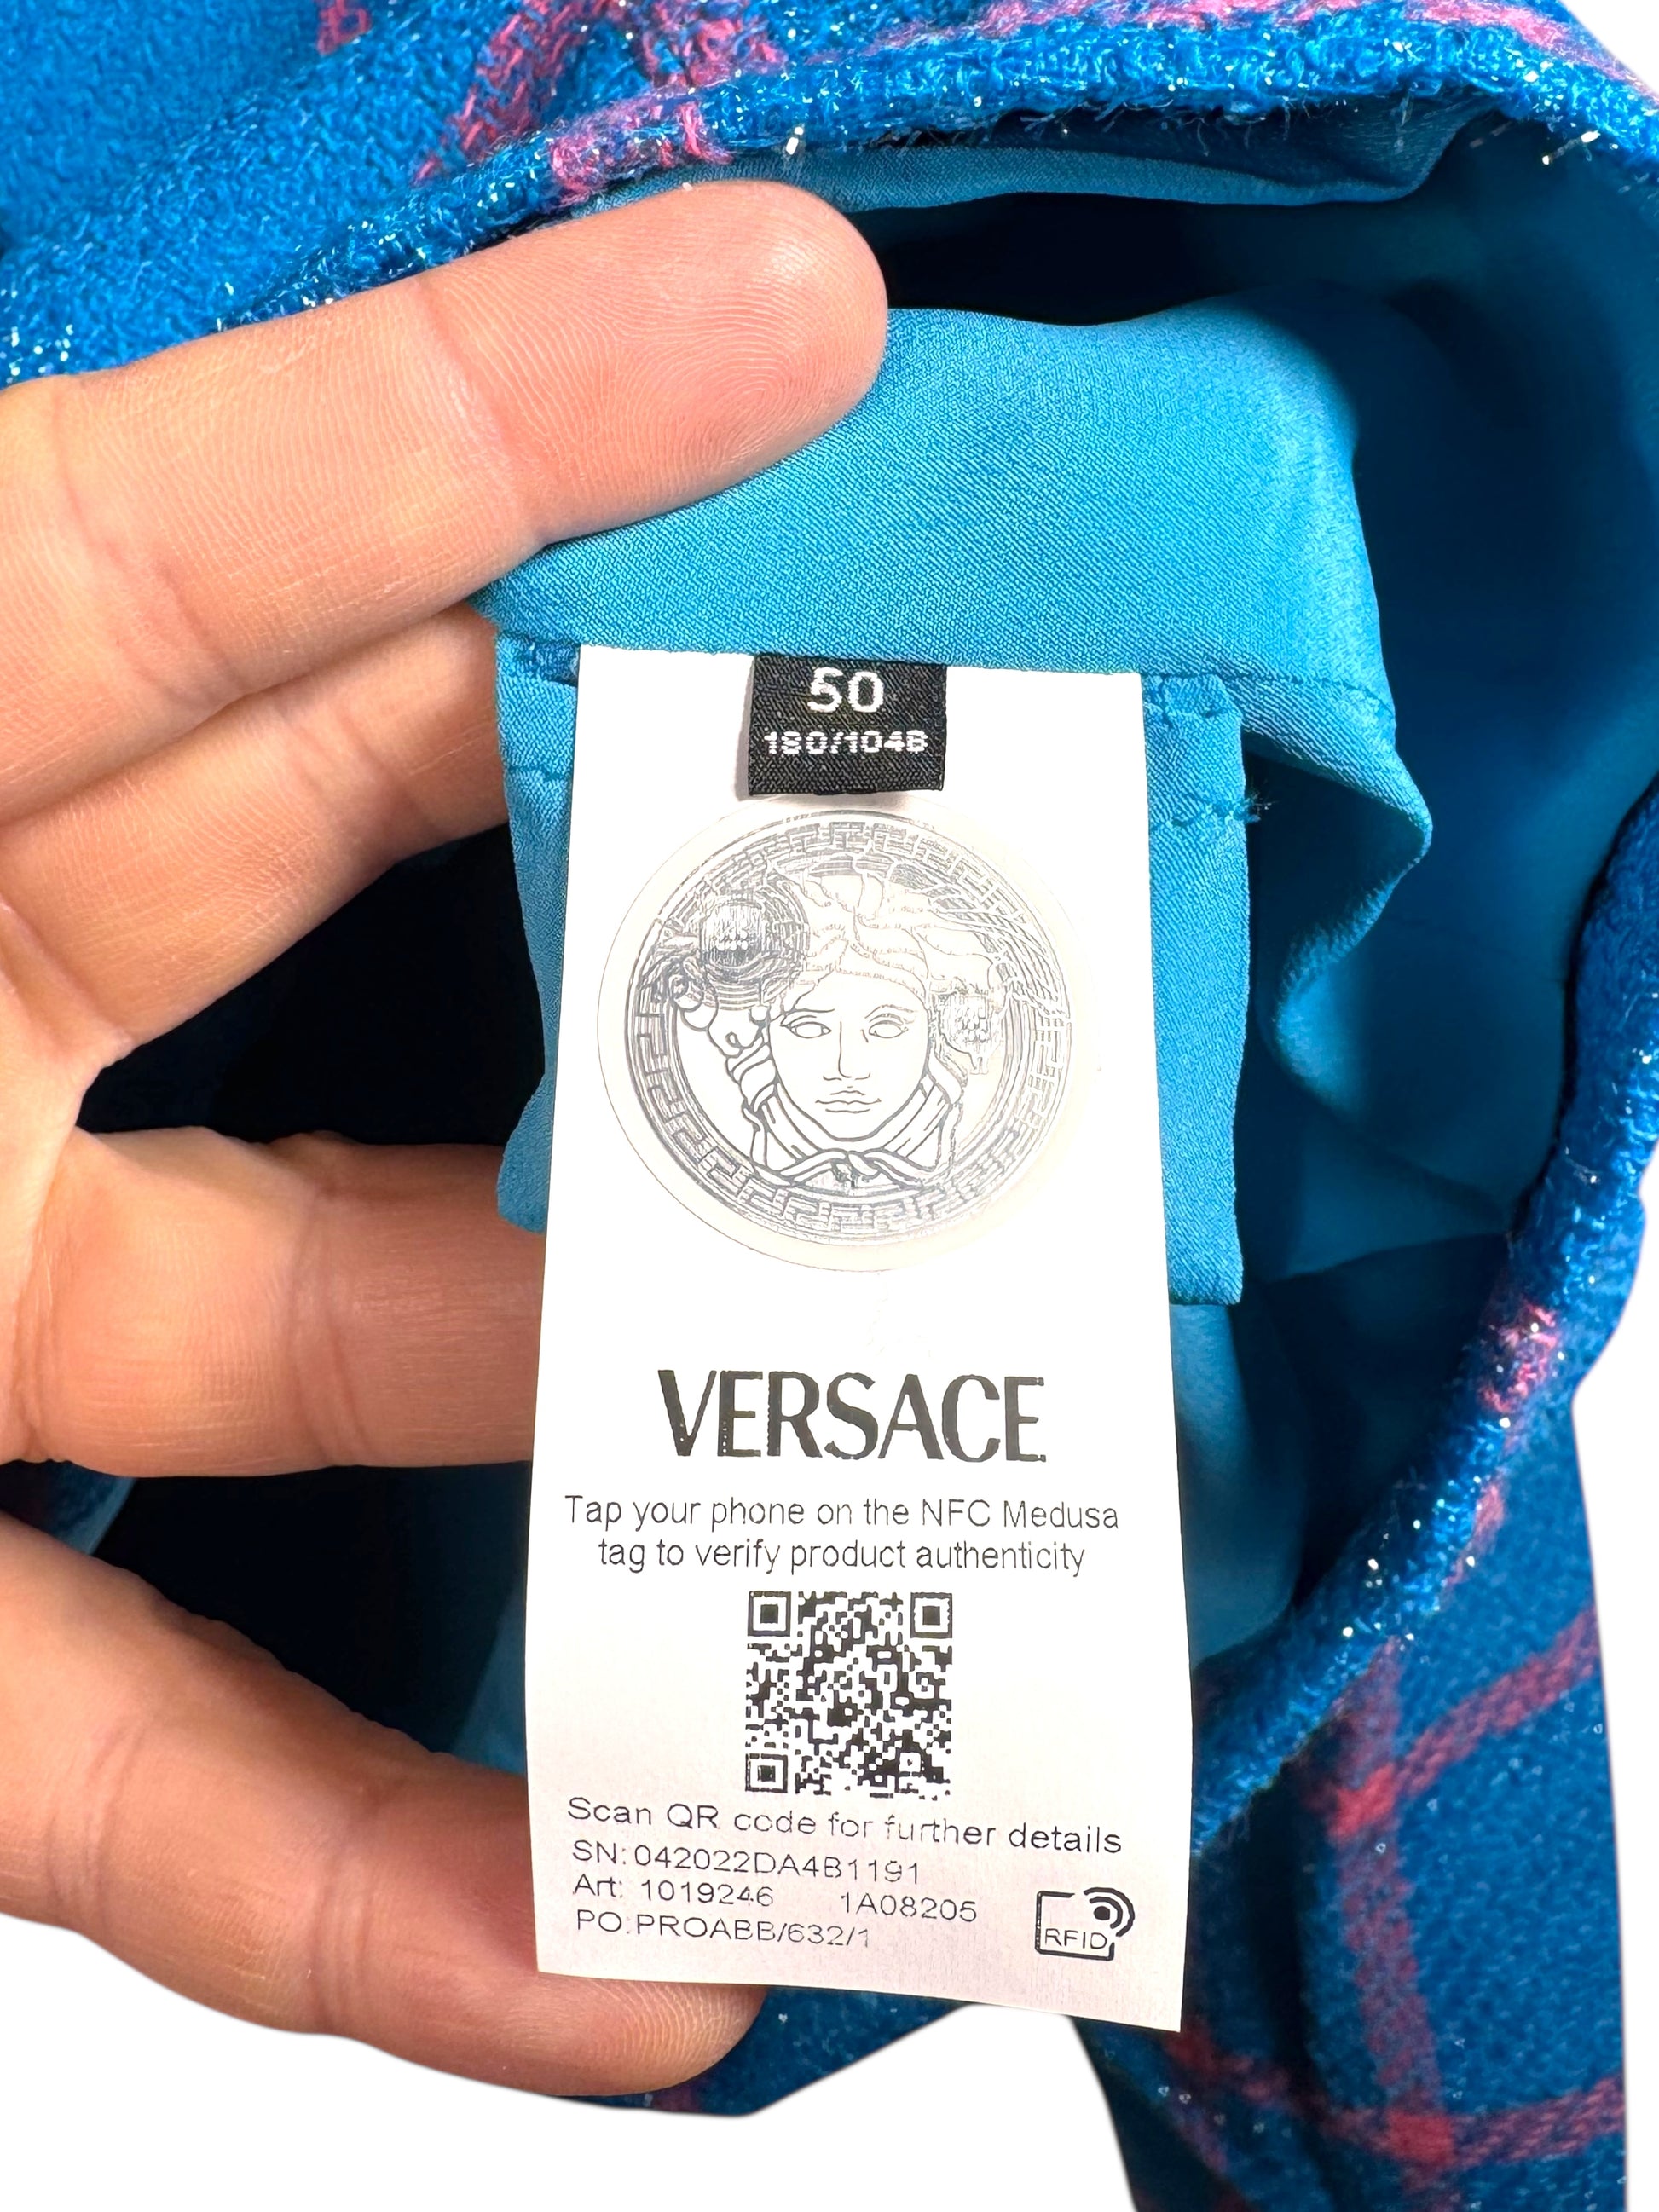 50
180/104B
VERSACE
Tap your phone on the NFC Medusa
tag to verify product authenticity
Scan QR code for further details
SN:042022DA4B1191
Art: 1019246 1A08205
PO:PROABB/632/1
RFID